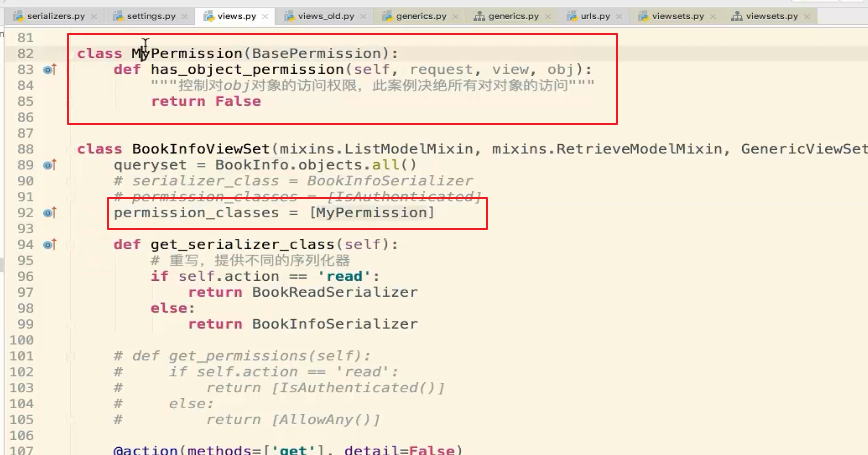 serializers.py settings.py views.py views_old.py generics.py generics.py urls.py viewsets.py viewsets.py
81
82 class MyPermission(BasePermission):
83 def has_object_permission(self, request, view, obj):
84 """控制对obj对象的访问权限，此案例决绝所有对对象的访问"""
85 return False
86
87
88 class BookInfoViewSet(mixins.ListModelMixin, mixins.RetrieveModelMixin, GenericViewSet
89 queryset = BookInfo.objects.all()
90 # serializer_class = BookInfoSerializer
91 # permission_classes = [IsAuthenticated]
92 permission_classes = [MyPermission]
93
94 def get_serializer_class(self):
95 # 重写，提供不同的序列化器
96 if self.action == 'read':
97 return BookReadSerializer
98 else:
99 return BookInfoSerializer
100
101 # def get_permissions(self):
102 # if self.action == 'read':
103 # return [IsAuthenticated()]
104 # else:
105 # return [AllowAny()]
106
107 @action(methods=['get'], detail=False)